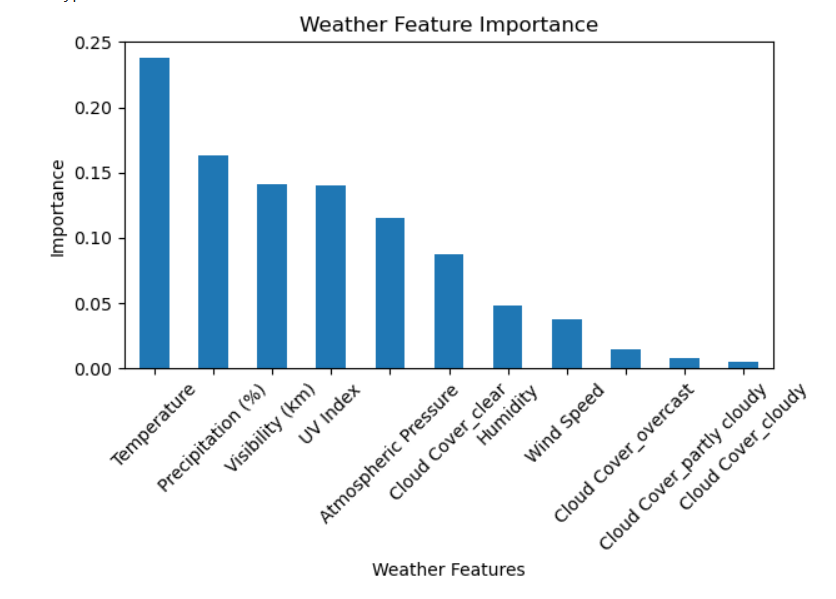 Weather Feature Importance
Importance
0.25
0.20
0.15
0.10
0.05
0.00
Temperature
Precipitation (%)
Visibility (km)
UV Index
Atmospheric Pressure
Cloud Cover_clear
Humidity
Wind Speed
Cloud Cover_overcast
Cloud Cover_partly cloudy
Cloud Cover_cloudy
Weather Features